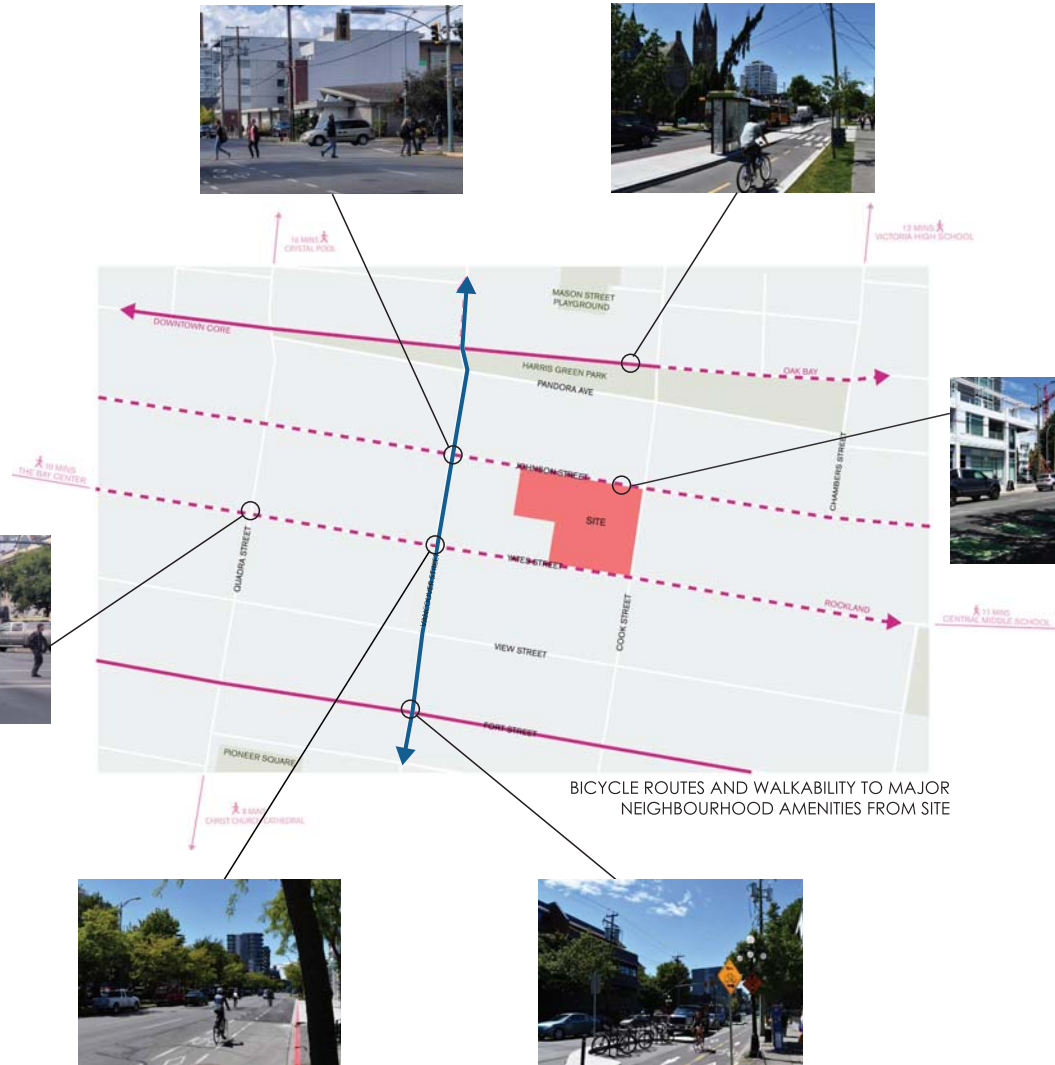 16 MINS
CRYSTAL POOL
13 MINS
VICTORIA HIGH SCHOOL
MASON STREET
PLAYGROUND
DOWNTOWN CORE
HARRIS GREEN PARK
OAK BAY
PANDORA AVE
CHAMBERS STREET
JOHNSON STREET
10 MINS
THE BAY CENTER
SITE
QUADRA STREET
VANCOUVER STREET
YATES STREET
ROCKLAND
11 MINS
CENTRAL MIDDLE SCHOOL
COOK STREET
VIEW STREET
FORT STREET
PIONEER SQUARE
BICYCLE ROUTES AND WALKABILITY TO MAJOR
NEIGHBOURHOOD AMENITIES FROM SITE
8 MINS
CHRIST CHURCH CATHEDRAL